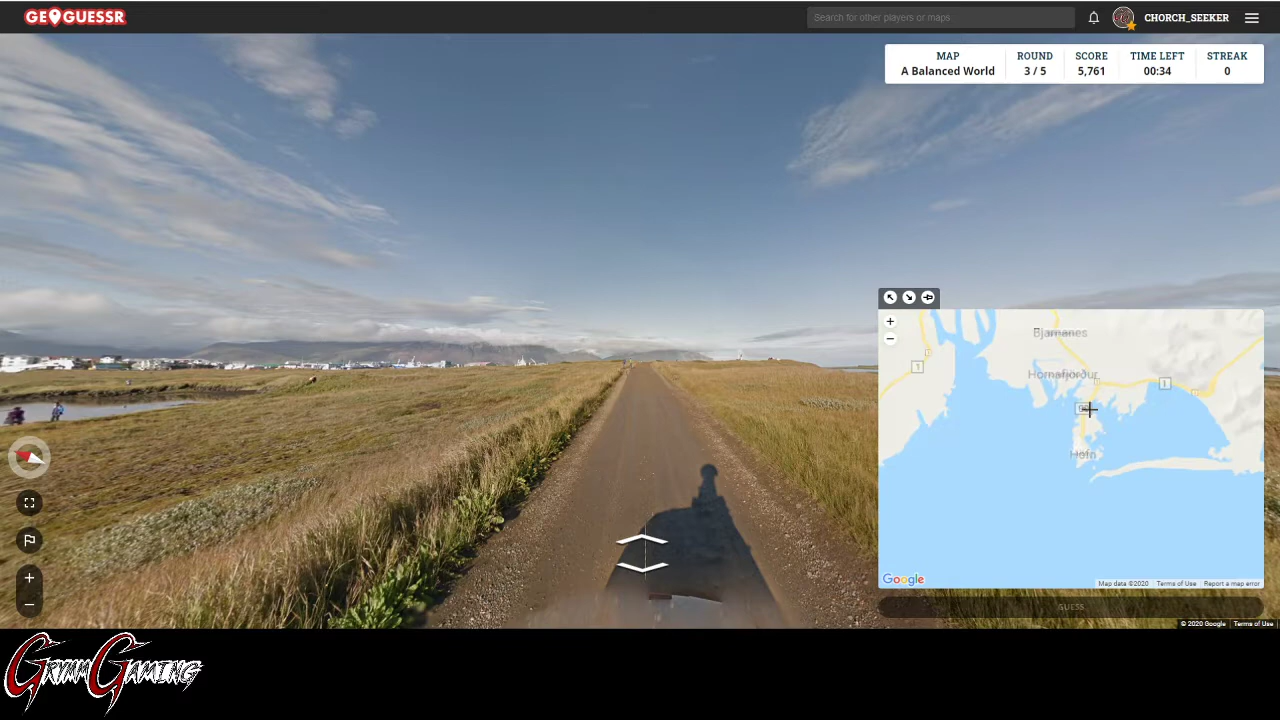 GEOGUESSR
Search for other players or maps
CHORCH_SEEKER
MAP
A Balanced World
ROUND
3 / 5
SCORE
5,761
TIME LEFT
00:34
STREAK
0
Bjarnanes
Hornafjörður
1
1
Höfn
Google
Map data ©2020
Terms of Use
Report a map error
GUESS
© 2020 Google
Terms of Use
GRIMM GAMING